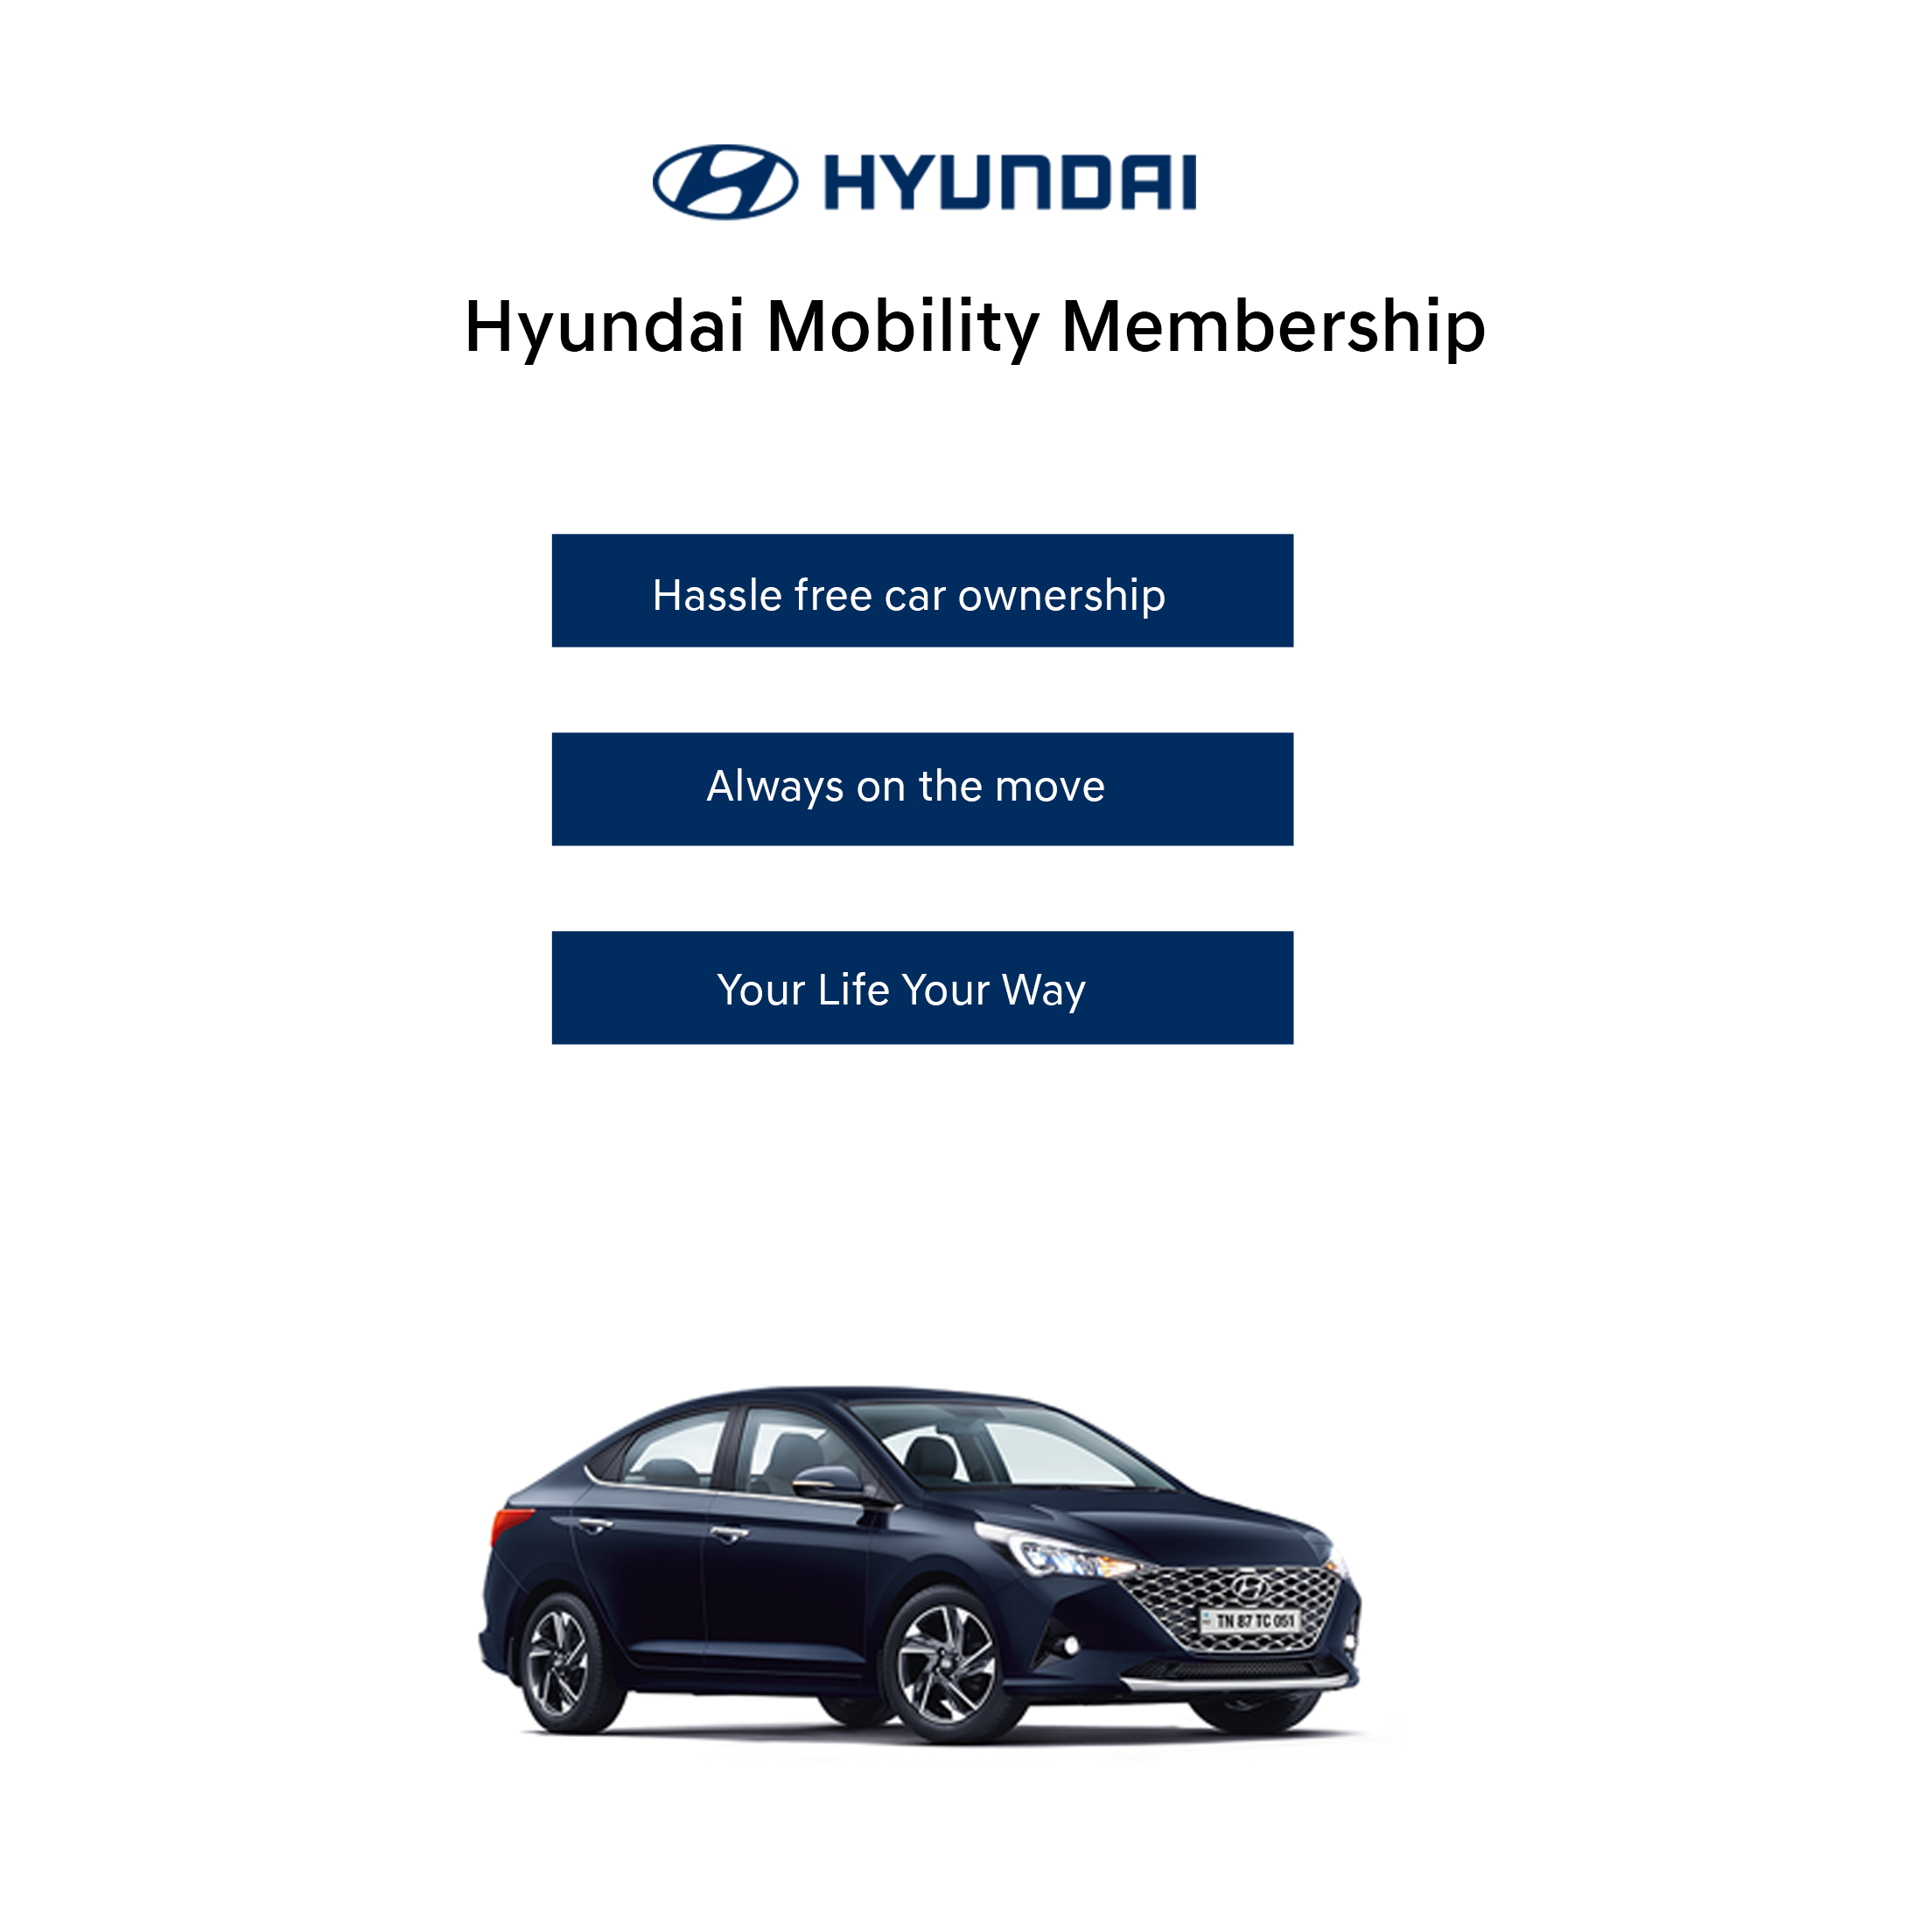 HYUNDAI
Hyundai Mobility Membership
Hassle free car ownership
Always on the move
Your Life Your Way
TN 87 TC 051